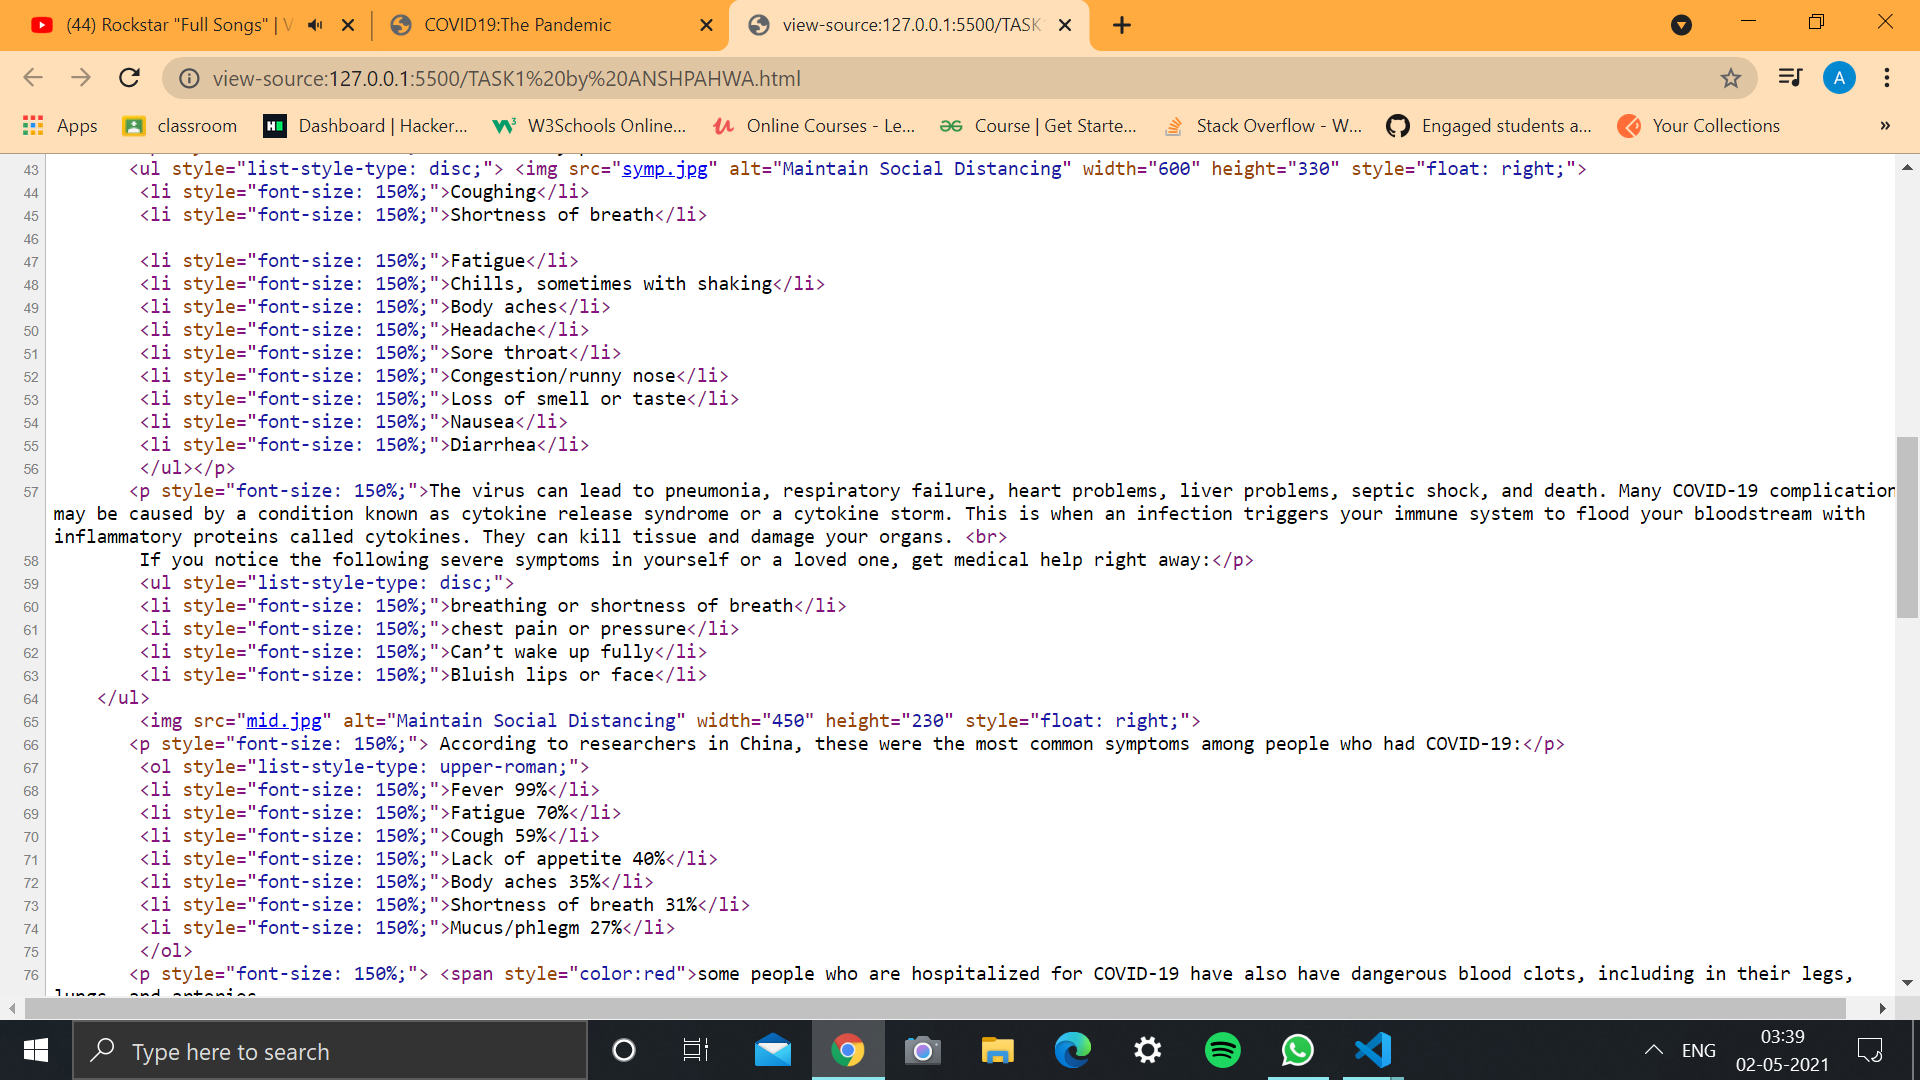 (44) Rockstar "Full Songs" | V
COVID19:The Pandemic
view-source:127.0.0.1:5500/TASK
view-source:127.0.0.1:5500/TASK1%20by%20ANSHPAHWA.html
A
Apps
classroom
Dashboard | Hacker...
W3Schools Online...
Online Courses - Le...
Course | Get Starte...
Stack Overflow - W...
Engaged students a...
Your Collections
»
43 <ul style="list-style-type: disc;"> <img src="symp.jpg" alt="Maintain Social Distancing" width="600" height="330" style="float: right;">
44 <li style="font-size: 150%;">Coughing</li>
45 <li style="font-size: 150%;">Shortness of breath</li>
46
47 <li style="font-size: 150%;">Fatigue</li>
48 <li style="font-size: 150%;">Chills, sometimes with shaking</li>
49 <li style="font-size: 150%;">Body aches</li>
50 <li style="font-size: 150%;">Headache</li>
51 <li style="font-size: 150%;">Sore throat</li>
52 <li style="font-size: 150%;">Congestion/runny nose</li>
53 <li style="font-size: 150%;">Loss of smell or taste</li>
54 <li style="font-size: 150%;">Nausea</li>
55 <li style="font-size: 150%;">Diarrhea</li>
56 </ul></p>
57 <p style="font-size: 150%;">The virus can lead to pneumonia, respiratory failure, heart problems, liver problems, septic shock, and death. Many COVID-19 complication
may be caused by a condition known as cytokine release syndrome or a cytokine storm. This is when an infection triggers your immune system to flood your bloodstream with
inflammatory proteins called cytokines. They can kill tissue and damage your organs. <br>
58 If you notice the following severe symptoms in yourself or a loved one, get medical help right away:</p>
59 <ul style="list-style-type: disc;">
60 <li style="font-size: 150%;">breathing or shortness of breath</li>
61 <li style="font-size: 150%;">chest pain or pressure</li>
62 <li style="font-size: 150%;">Can’t wake up fully</li>
63 <li style="font-size: 150%;">Bluish lips or face</li>
64 </ul>
65 <img src="mid.jpg" alt="Maintain Social Distancing" width="450" height="230" style="float: right;">
66 <p style="font-size: 150%;"> According to researchers in China, these were the most common symptoms among people who had COVID-19:</p>
67 <ol style="list-style-type: upper-roman;">
68 <li style="font-size: 150%;">Fever 99%</li>
69 <li style="font-size: 150%;">Fatigue 70%</li>
70 <li style="font-size: 150%;">Cough 59%</li>
71 <li style="font-size: 150%;">Lack of appetite 40%</li>
72 <li style="font-size: 150%;">Body aches 35%</li>
73 <li style="font-size: 150%;">Shortness of breath 31%</li>
74 <li style="font-size: 150%;">Mucus/phlegm 27%</li>
75 </ol>
76 <p style="font-size: 150%;"> <span style="color:red">some people who are hospitalized for COVID-19 have also have dangerous blood clots, including in their legs,
lungs, and arteries
Type here to search
ENG
03:39
02-05-2021